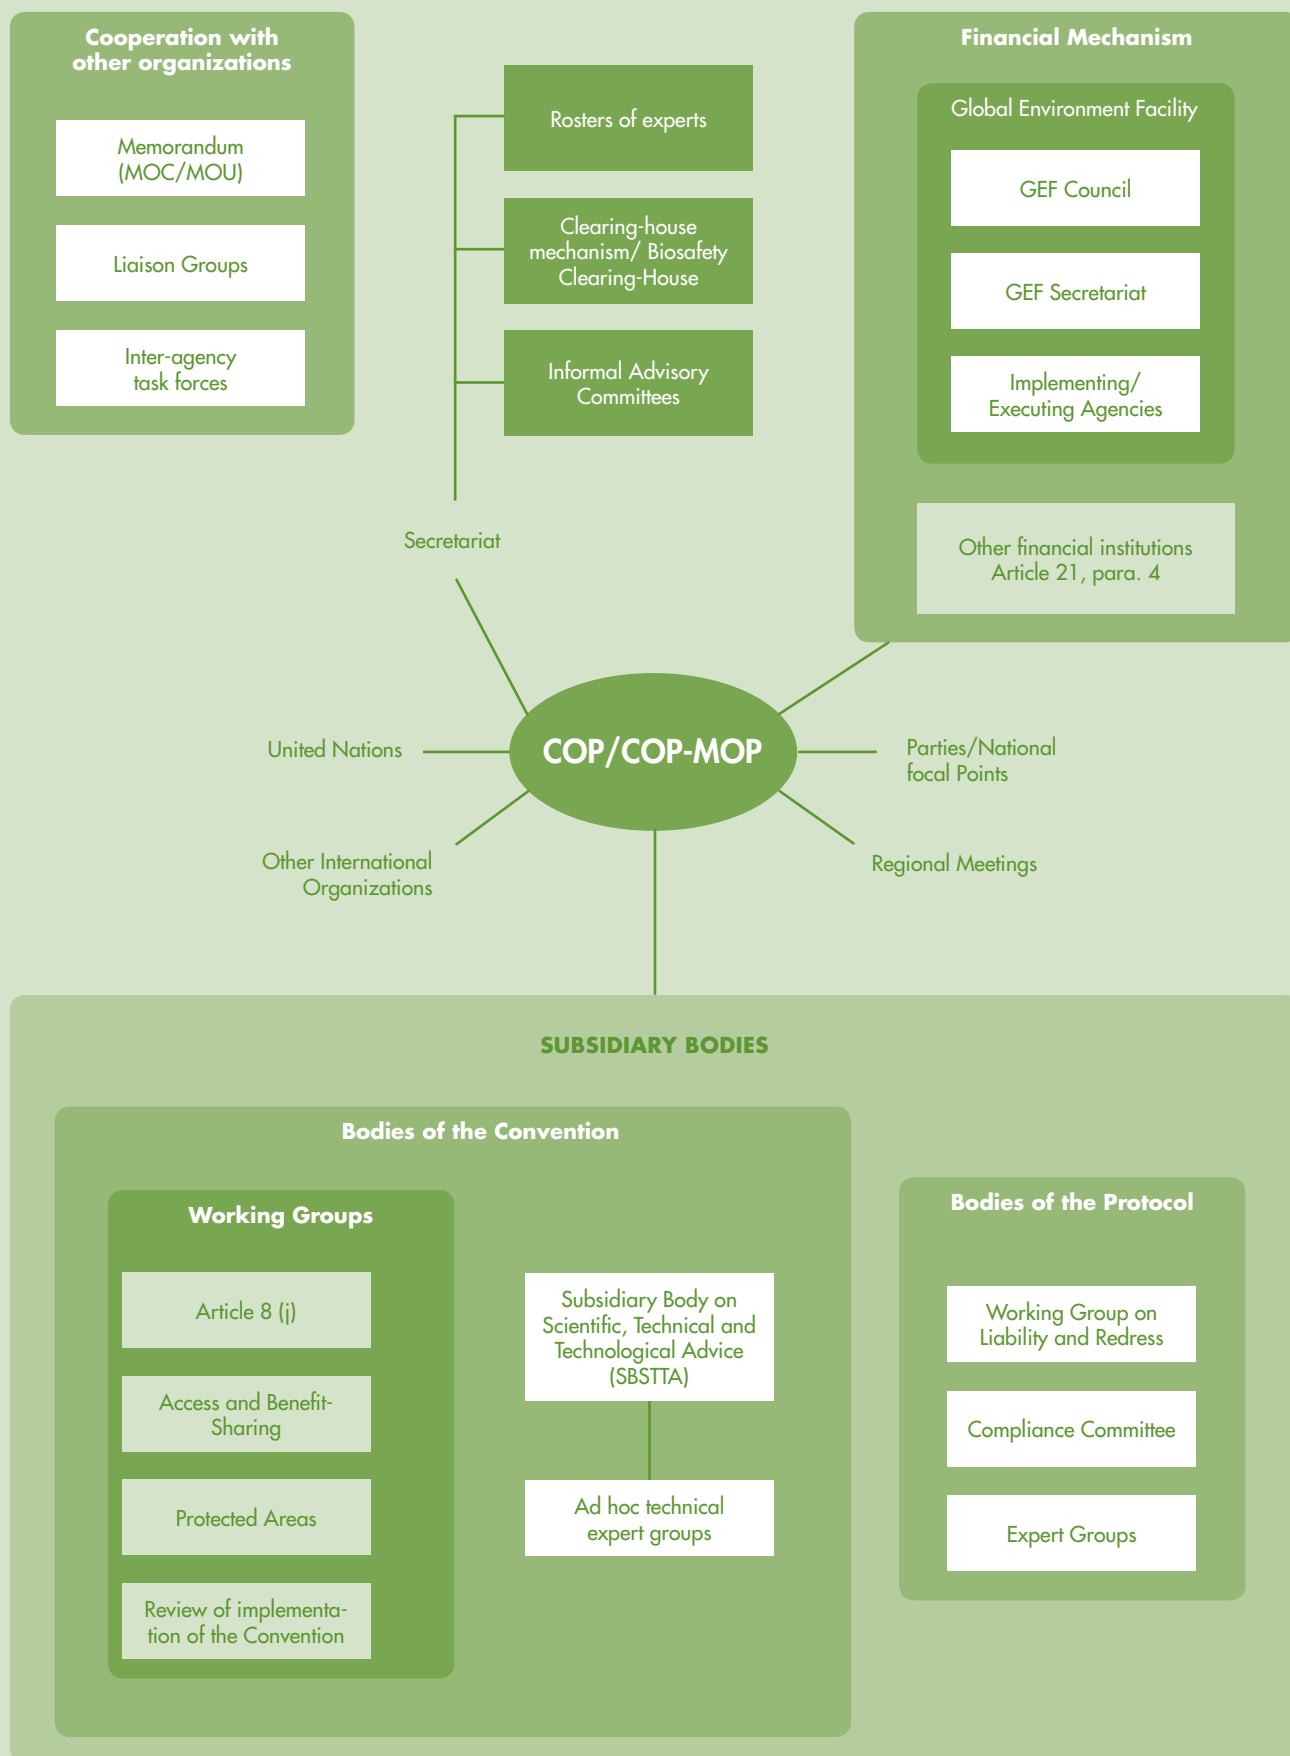 Cooperation with
other organizations
Memorandum
(MOC/MOU)
Liaison Groups
Inter-agency
task forces
Rosters of experts
Clearing-house
mechanism/ Biosafety
Clearing-House
Informal Advisory
Committees
Secretariat
Financial Mechanism
Global Environment Facility
GEF Council
GEF Secretariat
Implementing/
Executing Agencies
Other financial institutions
Article 21, para. 4
United Nations
COP/COP-MOP
Parties/National
focal Points
Other International
Organizations
Regional Meetings
SUBSIDIARY BODIES
Bodies of the Convention
Working Groups
Article 8 (j)
Access and Benefit-
Sharing
Protected Areas
Review of implementa-
tion of the Convention
Subsidiary Body on
Scientific, Technical and
Technological Advice
(SBSTTA)
Ad hoc technical
expert groups
Bodies of the Protocol
Working Group on
Liability and Redress
Compliance Committee
Expert Groups